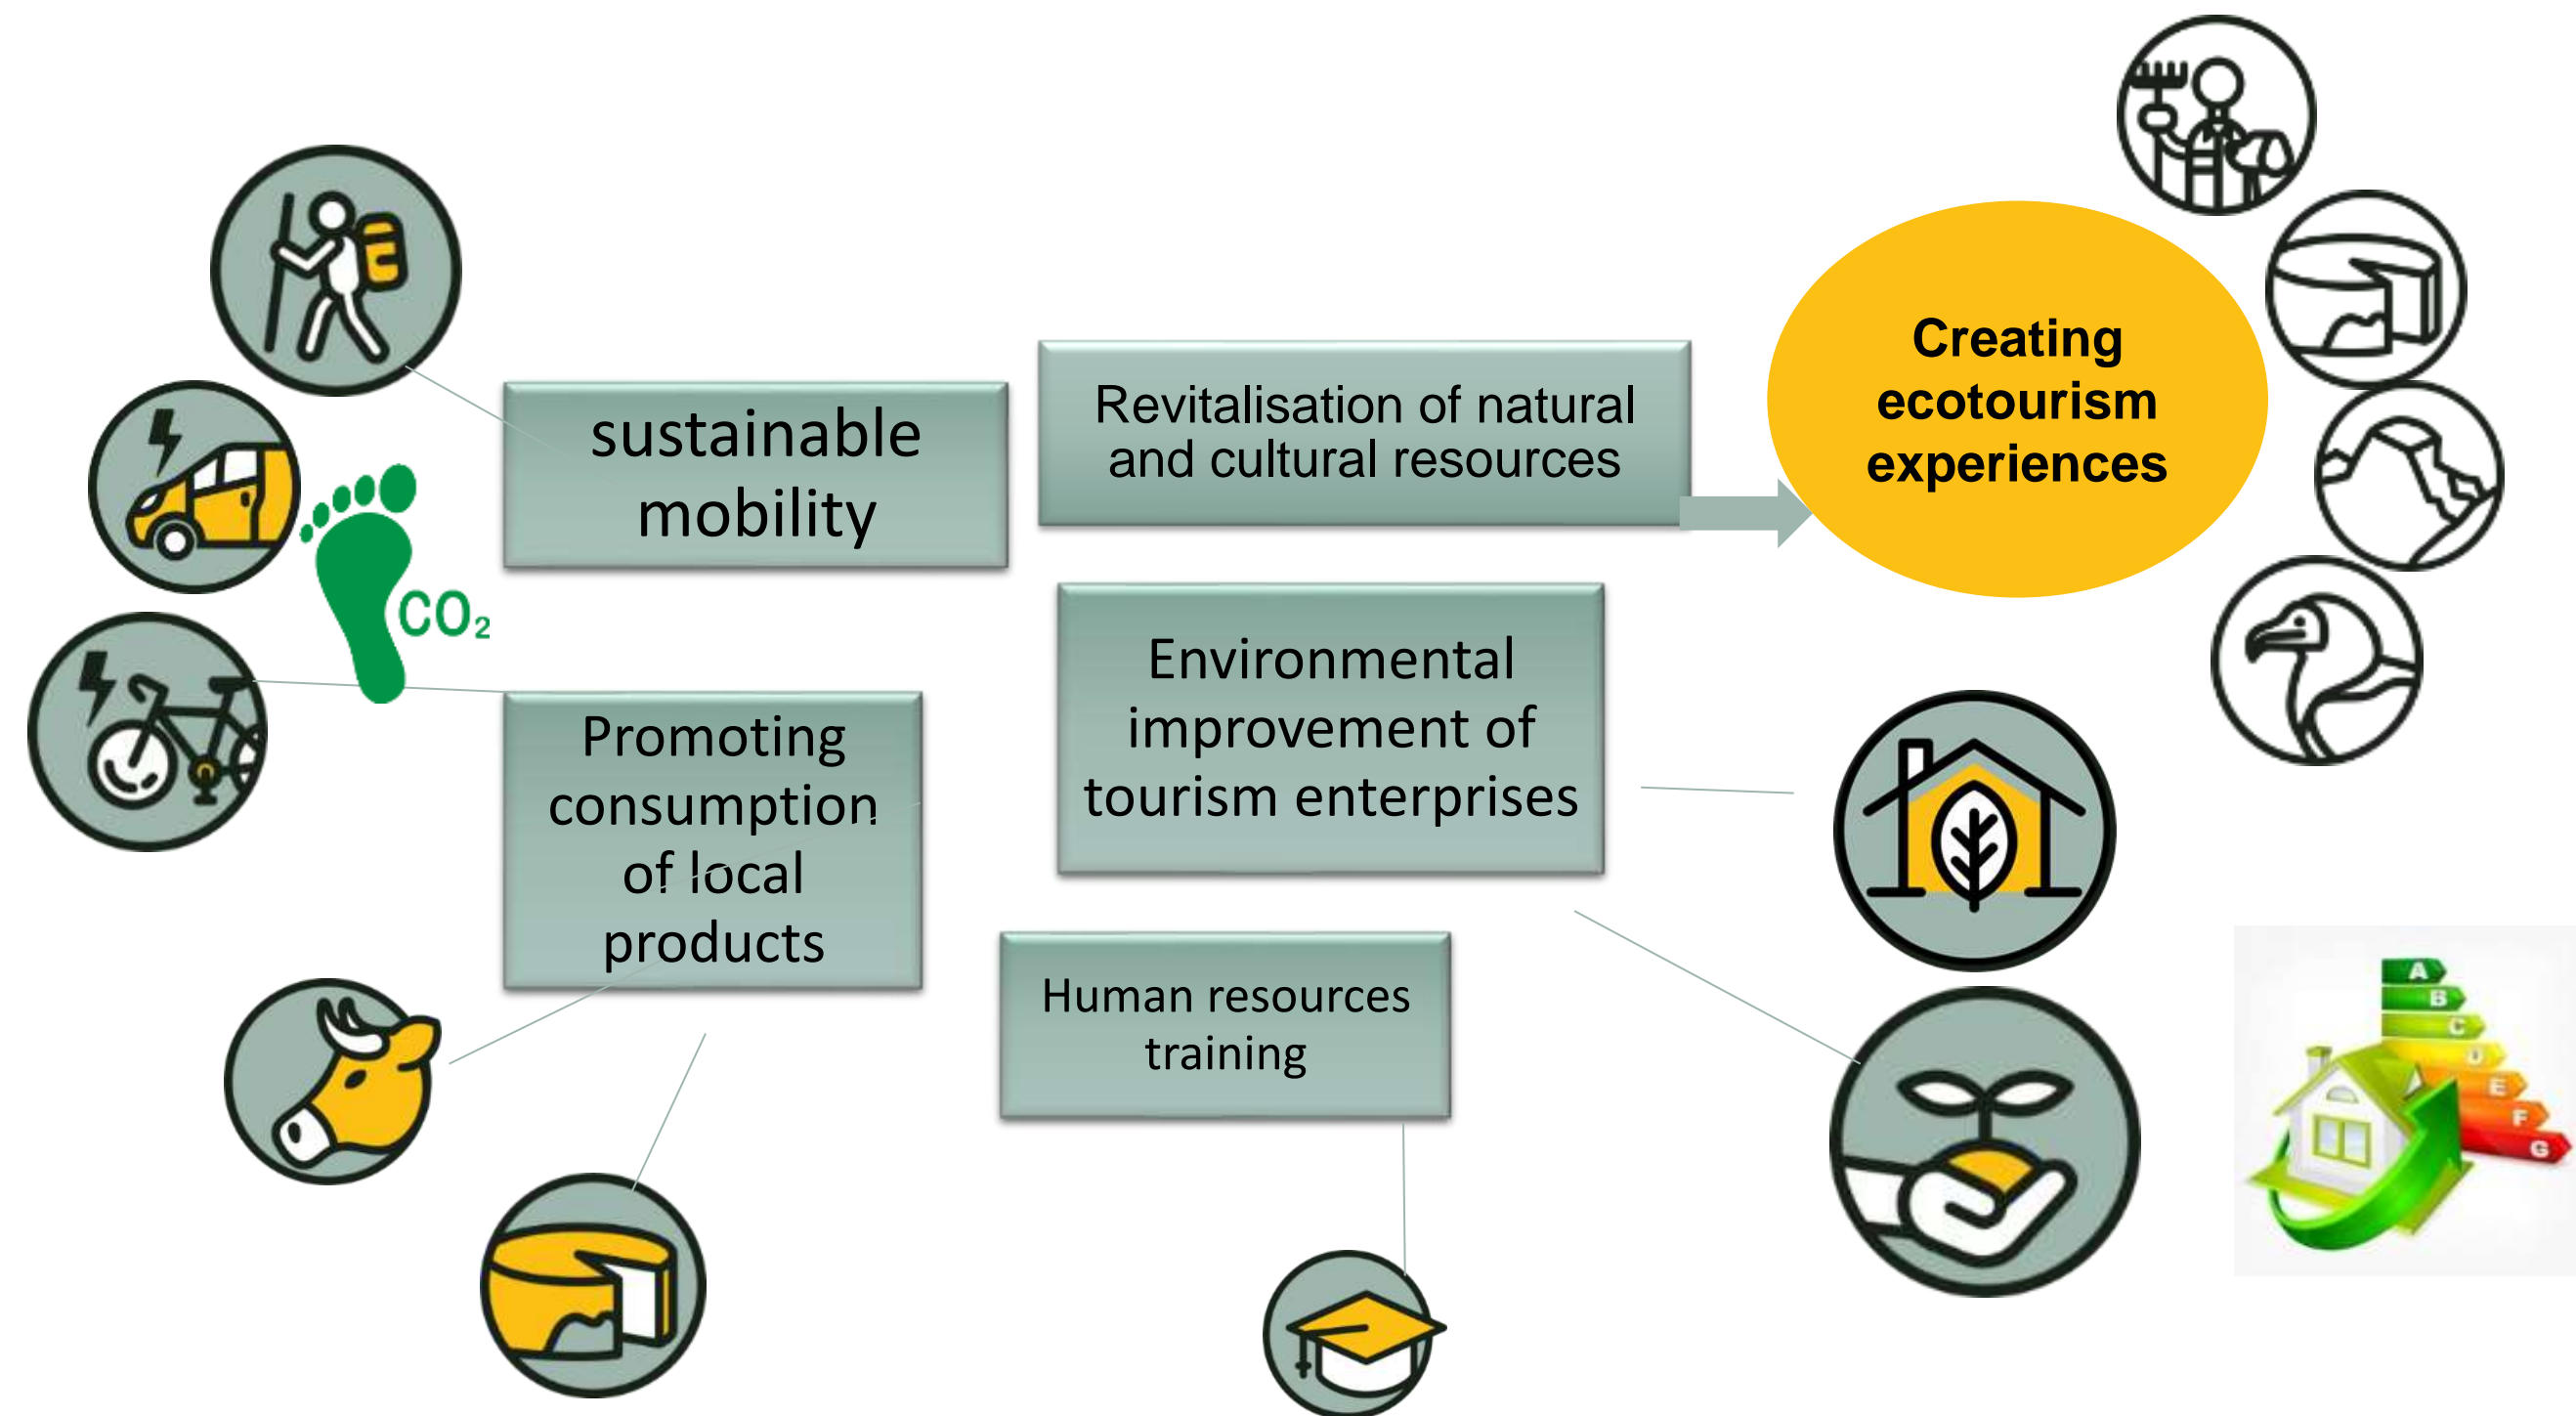 sustainable
mobility
Revitalisation of natural
and cultural resources
Creating
ecotourism
experiences
CO₂
Promoting
consumption
of local
products
Environmental
improvement of
tourism enterprises
Human resources
training
A
B
C
D
E
F
G